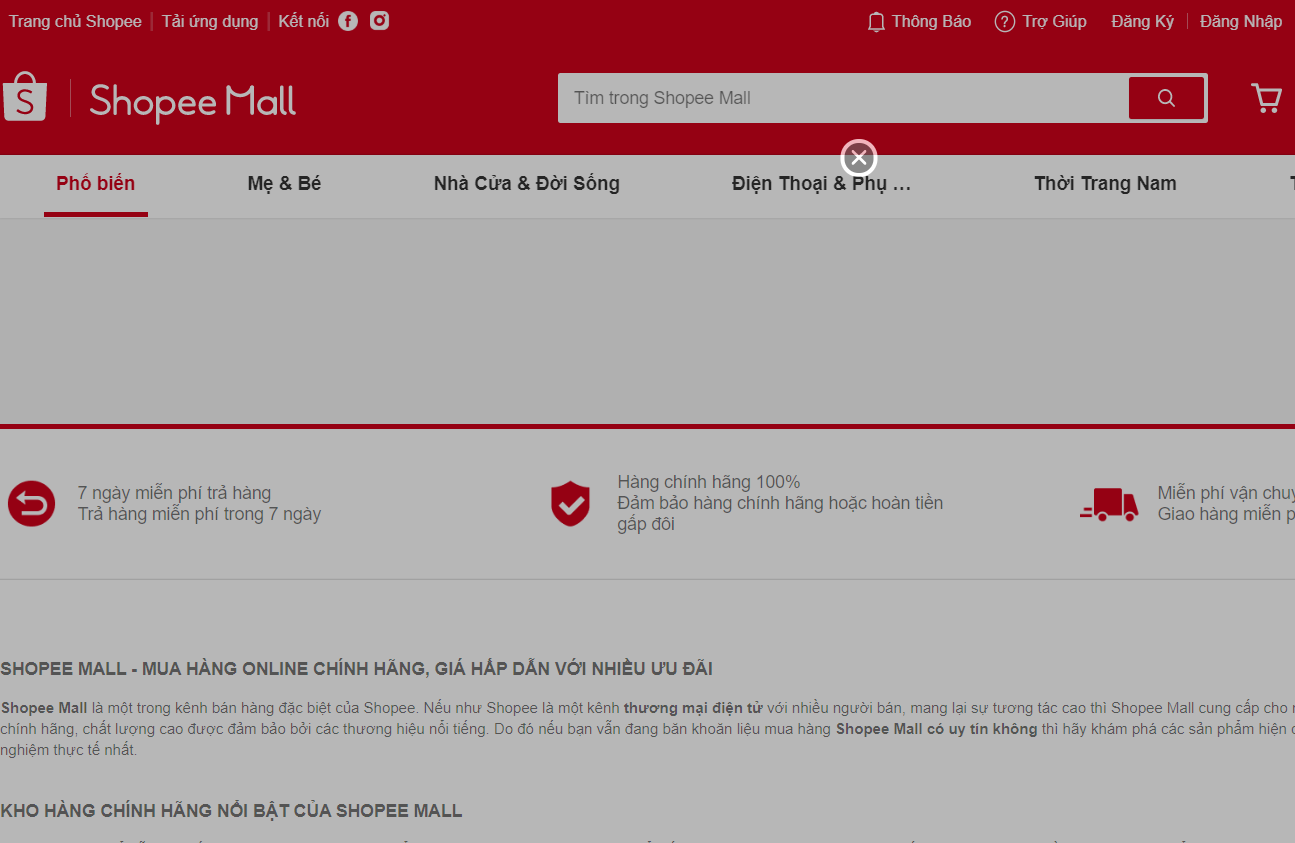 Trang chủ Shopee Tải ứng dụng Kết nối Thông Báo Trợ Giúp Đăng Ký Đăng Nhập
S Shopee Mall Tìm trong Shopee Mall
Phổ biến Mẹ & Bé Nhà Cửa & Đời Sống Điện Thoại & Phụ ... Thời Trang Nam
7 ngày miễn phí trả hàng
Trả hàng miễn phí trong 7 ngày
Hàng chính hãng 100%
Đảm bảo hàng chính hãng hoặc hoàn tiền
gấp đôi
Miễn phí vận
Giao hàng miễn
SHOPEE MALL - MUA HÀNG ONLINE CHÍNH HÃNG, GIÁ HẤP DẪN VỚI NHIỀU ƯU ĐÃI
Shopee Mall là một trong kênh bán hàng đặc biệt của Shopee. Nếu như Shopee là một kênh thương mại điện tử với nhiều người bán, mang lại sự tương tác cao thì Shopee Mall cung cấp cho
chính hãng, chất lượng cao được đảm bảo bởi các thương hiệu nổi tiếng. Do đó nếu bạn vẫn đang băn khoăn liệu mua hàng Shopee Mall có uy tín không thì hãy khám phá các sản phẩm hiện
nghiệm thực tế nhất.
KHO HÀNG CHÍNH HÃNG NỔI BẬT CỦA SHOPEE MALL